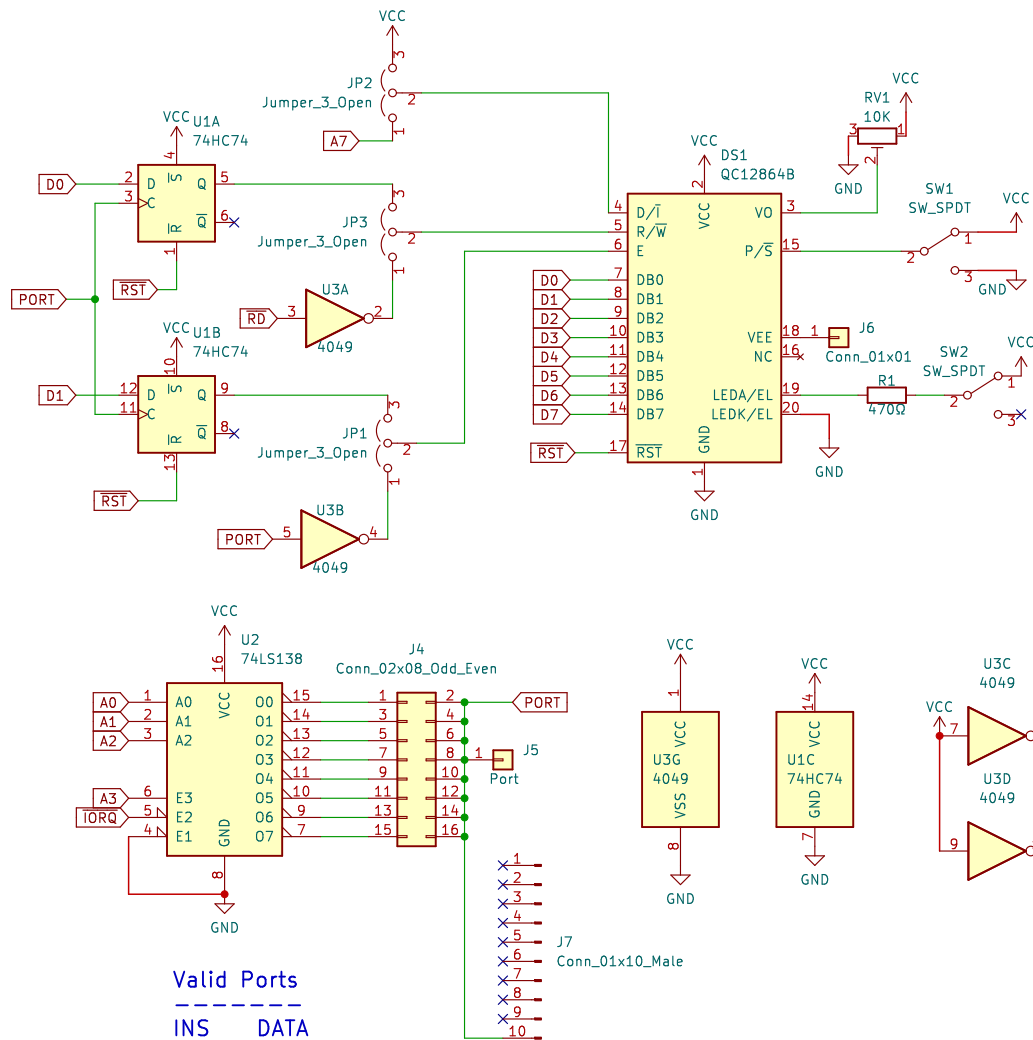 VCC
3
JP2
Jumper_3_Open
2
1
A7
VCC
U1A
74HC74
4
S
D0
2
D
Q
5
3
C
Q
6
R
1
RST
3
JP3
Jumper_3_Open
2
1
PORT
RD
3
U3A
2
4049
VCC
U1B
74HC74
10
S
D1
12
D
Q
9
11
C
Q
8
R
13
RST
3
JP1
Jumper_3_Open
2
1
PORT
5
U3B
4
4049
VCC
DS1
QC12864B
2
VCC
4
D/I
5
R/W
6
E
D0
7
DB0
D1
8
DB1
D2
9
DB2
D3
10
DB3
D4
11
DB4
D5
12
DB5
D6
13
DB6
D7
14
DB7
RST
17
RST
VO
3
P/S
15
VEE
18
NC
16
LEDA/EL
19
LEDK/EL
20
GND
1
GND
VCC
RV1
10K
3
1
2
GND
SW1
SW_SPDT
VCC
2
1
3
GND
1
J6
Conn_01x01
R1
470Ω
SW2
SW_SPDT
VCC
2
1
3
GND
VCC
U2
74LS138
16
VCC
A0
1
A0
A1
2
A1
A2
3
A2
A3
6
E3
IORQ
5
E2
4
E1
O0
15
O1
14
O2
13
O3
12
O4
11
O5
10
O6
9
O7
7
GND
8
GND
J4
Conn_02x08_Odd_Even
1
2
3
4
5
6
7
8
9
10
11
12
13
14
15
16
PORT
1
J5
Port
1
2
3
4
5
6
7
8
9
10
J7
Conn_01x10_Male
VCC
1
VCC
U3G
4049
VSS
8
GND
VCC
14
VCC
U1C
74HC74
GND
7
GND
U3C
4049
VCC
7
U3D
4049
9
Valid Ports
-------
INS DATA